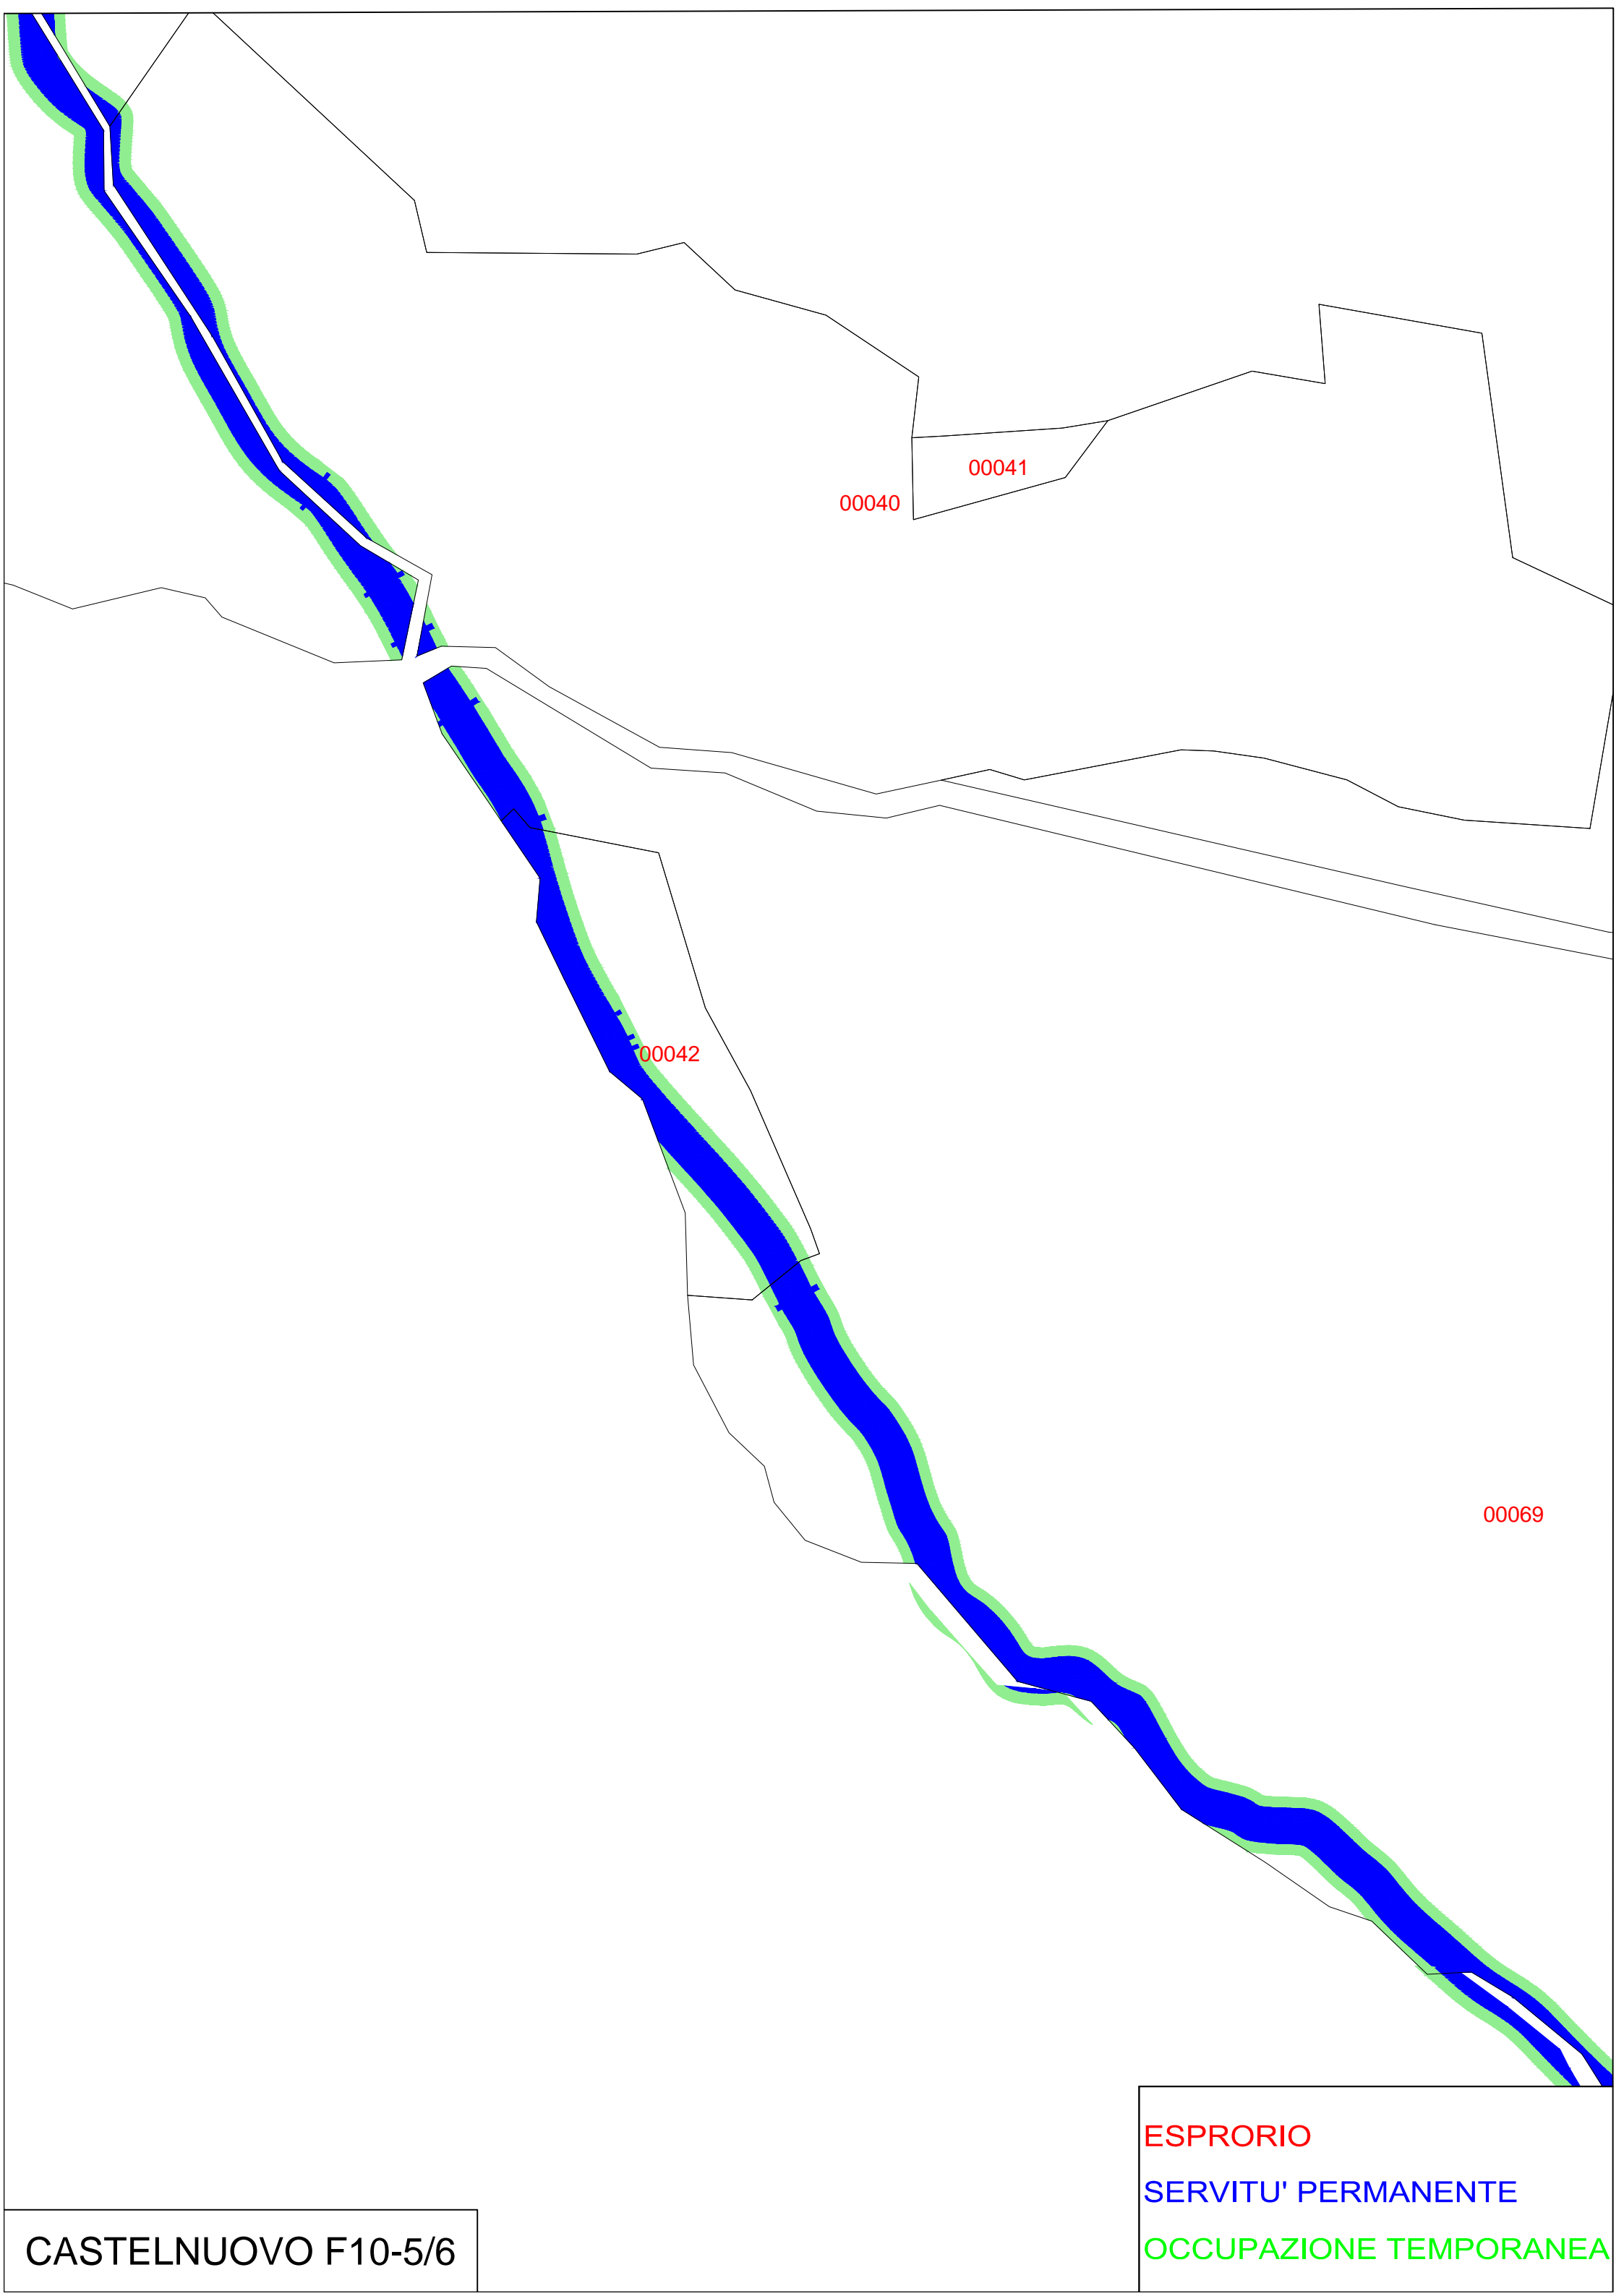 00041
00040
00042
00069
ESPRORIO
SERVITU' PERMANENTE
OCCUPAZIONE TEMPORANEA
CASTELNUOVO F10-5/6